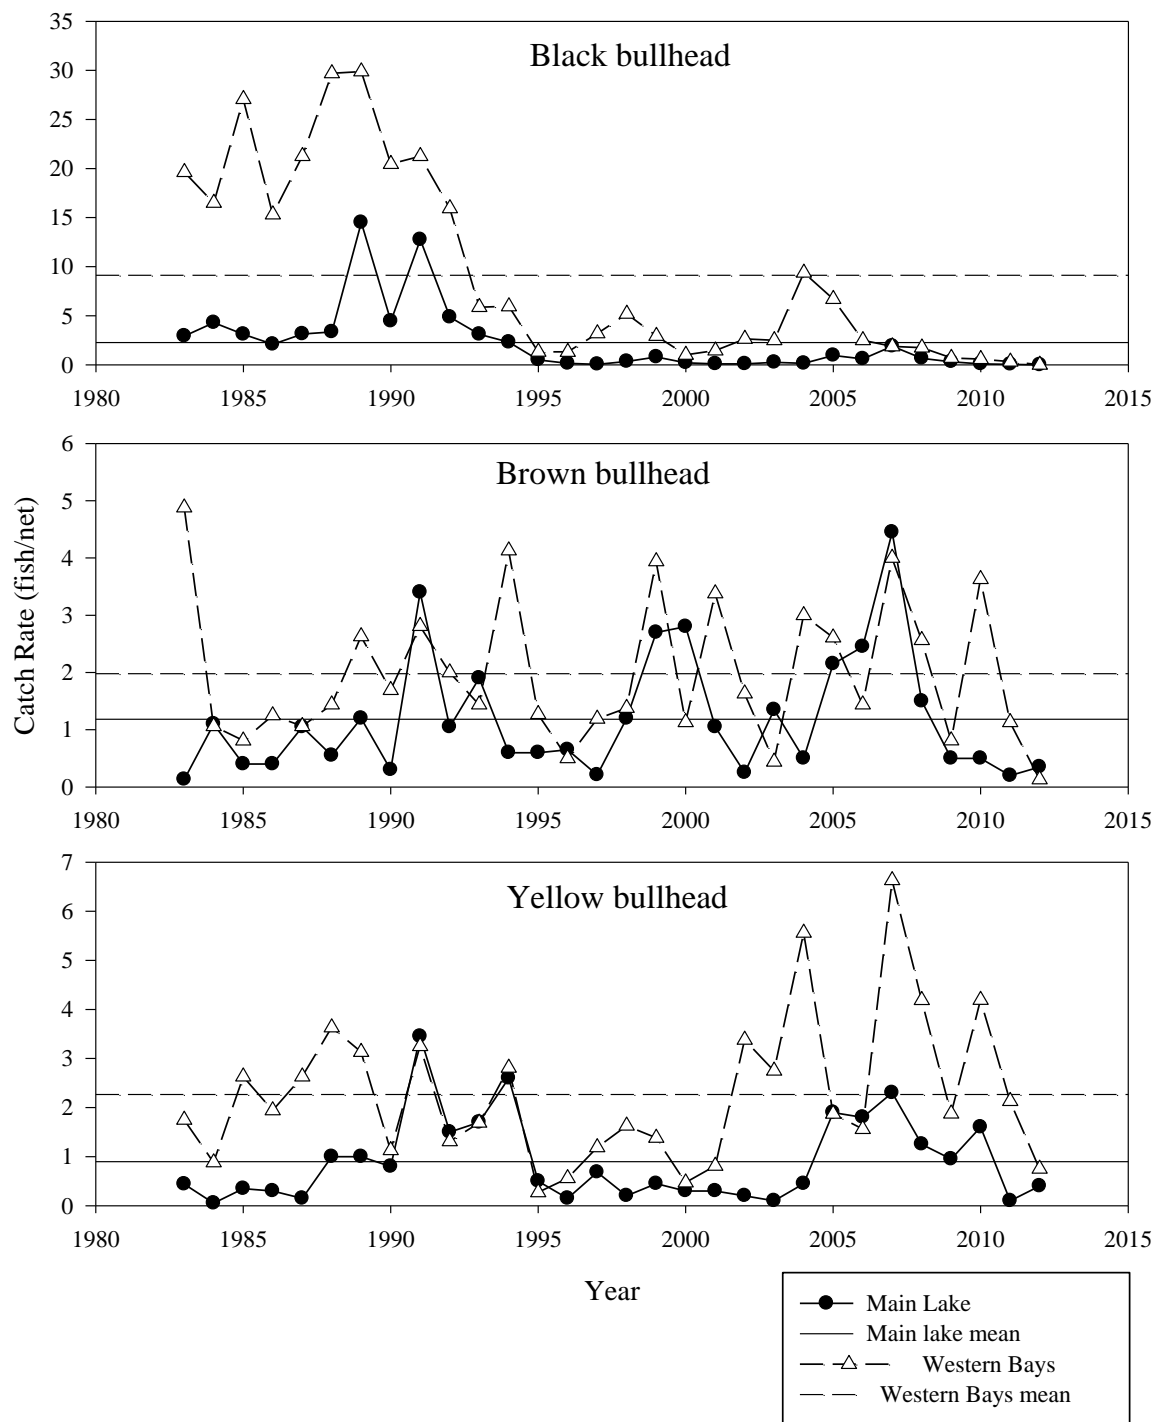 35
30
25
20
15
10
5
0
Black bullhead
1980 1985 1990 1995 2000 2005 2010 2015
6
5
4
3
2
1
0
Brown bullhead
Catch Rate (fish/net)
1980 1985 1990 1995 2000 2005 2010 2015
7
6
5
4
3
2
1
0
Yellow bullhead
1980 1985 1990 1995 2000 2005 2010 2015
Year
Main Lake
Main lake mean
Western Bays
Western Bays mean